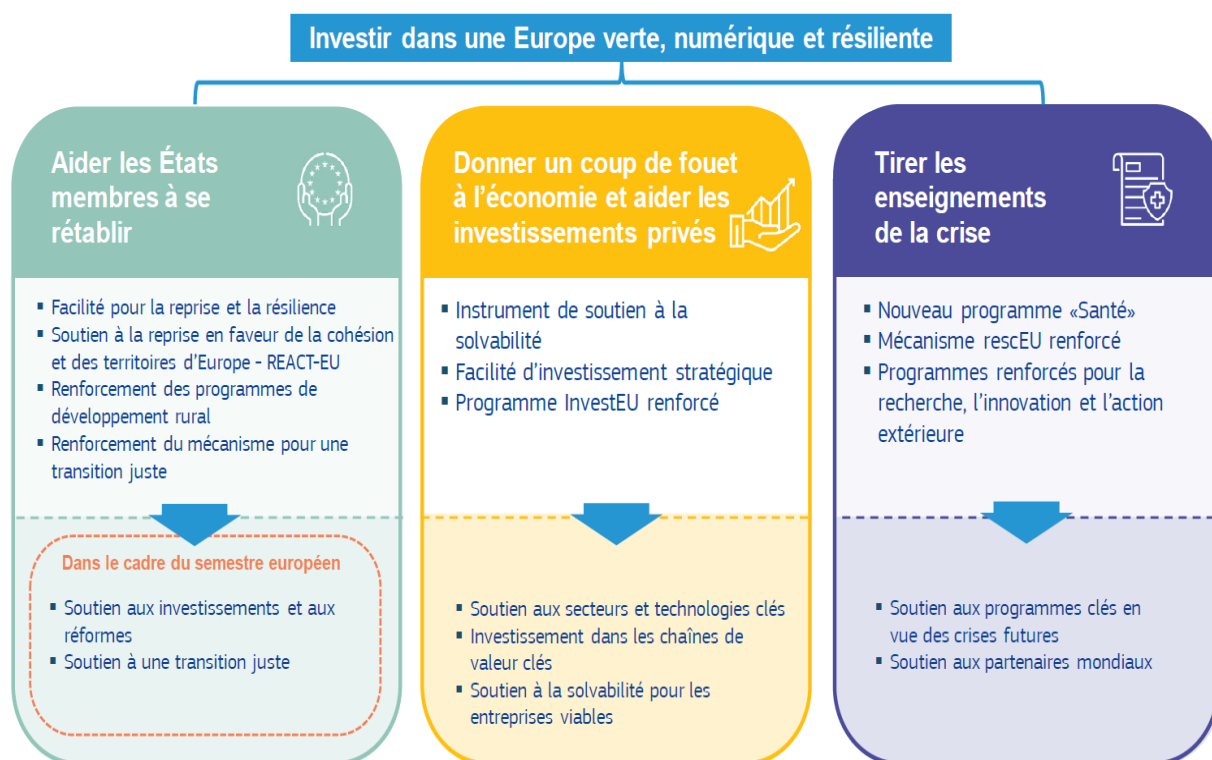 Investir dans une Europe verte, numérique et résiliente
Aider les États
membres à se
rétablir
▪ Facilité pour la reprise et la résilience
▪ Soutien à la reprise en faveur de la cohésion
et des territoires d'Europe - REACT-EU
▪ Renforcement des programmes de
développement rural
▪ Renforcement du mécanisme pour une
transition juste
Dans le cadre du semestre européen
▪ Soutien aux investissements et aux
réformes
▪ Soutien à une transition juste
Donner un coup de fouet
à l'économie et aider les
investissements privés
▪ Instrument de soutien à la
solvabilité
▪ Facilité d'investissement stratégique
▪ Programme InvestEU renforcé
▪ Soutien aux secteurs et technologies clés
▪ Investissement dans les chaînes de
valeur clés
▪ Soutien à la solvabilité pour les
entreprises viables
Tirer les
enseignements
de la crise
▪ Nouveau programme «Santé»
▪ Mécanisme rescEU renforcé
▪ Programmes renforcés pour la
recherche, l'innovation et l'action
extérieure
▪ Soutien aux programmes clés en
vue des crises futures
▪ Soutien aux partenaires mondiaux